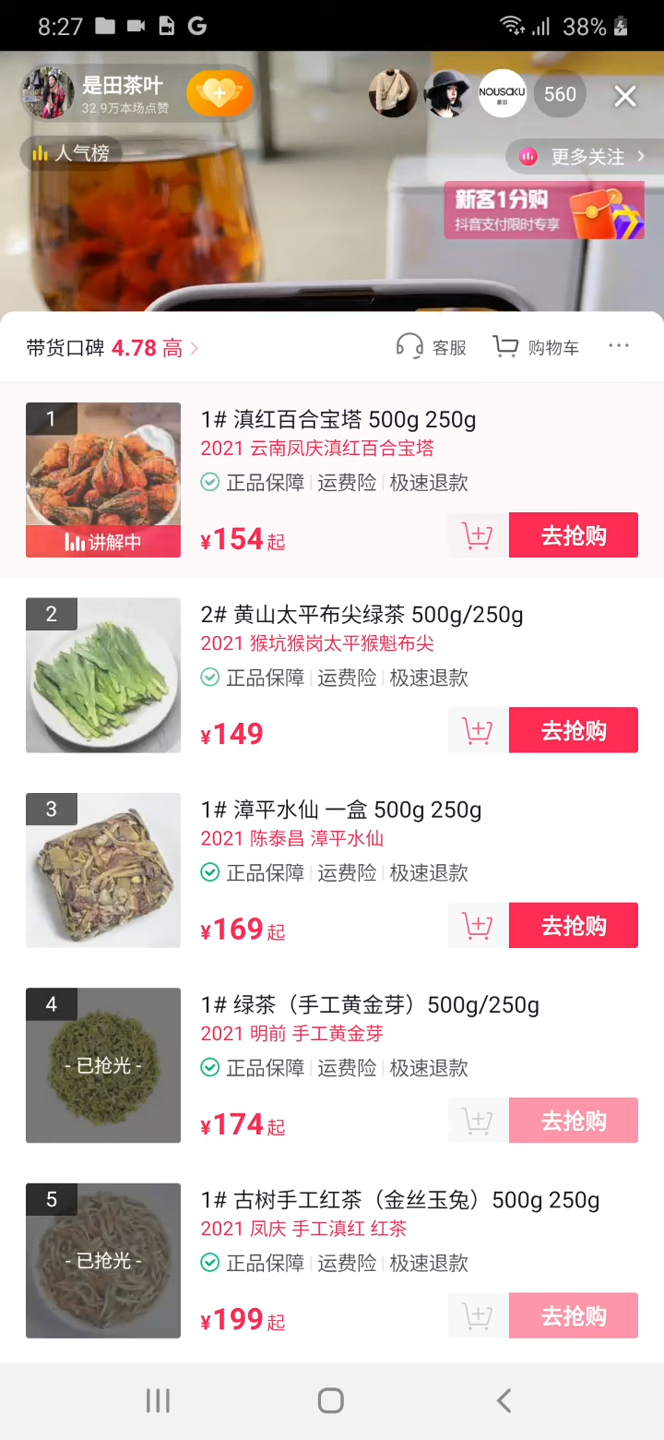 8:27
38%
是田茶叶
32.9万本场点赞
NOUSAKU
560
人气榜
更多关注
新客1分购
抖音支付限时专享
带货口碑 4.78 高
客服
购物车
1
1# 滇红百合宝塔 500g 250g
2021 云南凤庆滇红百合宝塔
正品保障 运费险 极速退款
讲解中
¥154起
去抢购
2
2# 黄山太平布尖绿茶 500g/250g
2021 猴坑猴岗太平猴魁布尖
正品保障 运费险 极速退款
¥149
去抢购
3
1# 漳平水仙 一盒 500g 250g
2021 陈泰昌 漳平水仙
正品保障 运费险 极速退款
¥169起
去抢购
4
1# 绿茶（手工黄金芽）500g/250g
2021 明前 手工黄金芽
- 已抢光 -
正品保障 运费险 极速退款
¥174起
去抢购
5
1# 古树手工红茶（金丝玉兔）500g 250g
2021 凤庆 手工滇红 红茶
- 已抢光 -
正品保障 运费险 极速退款
¥199起
去抢购